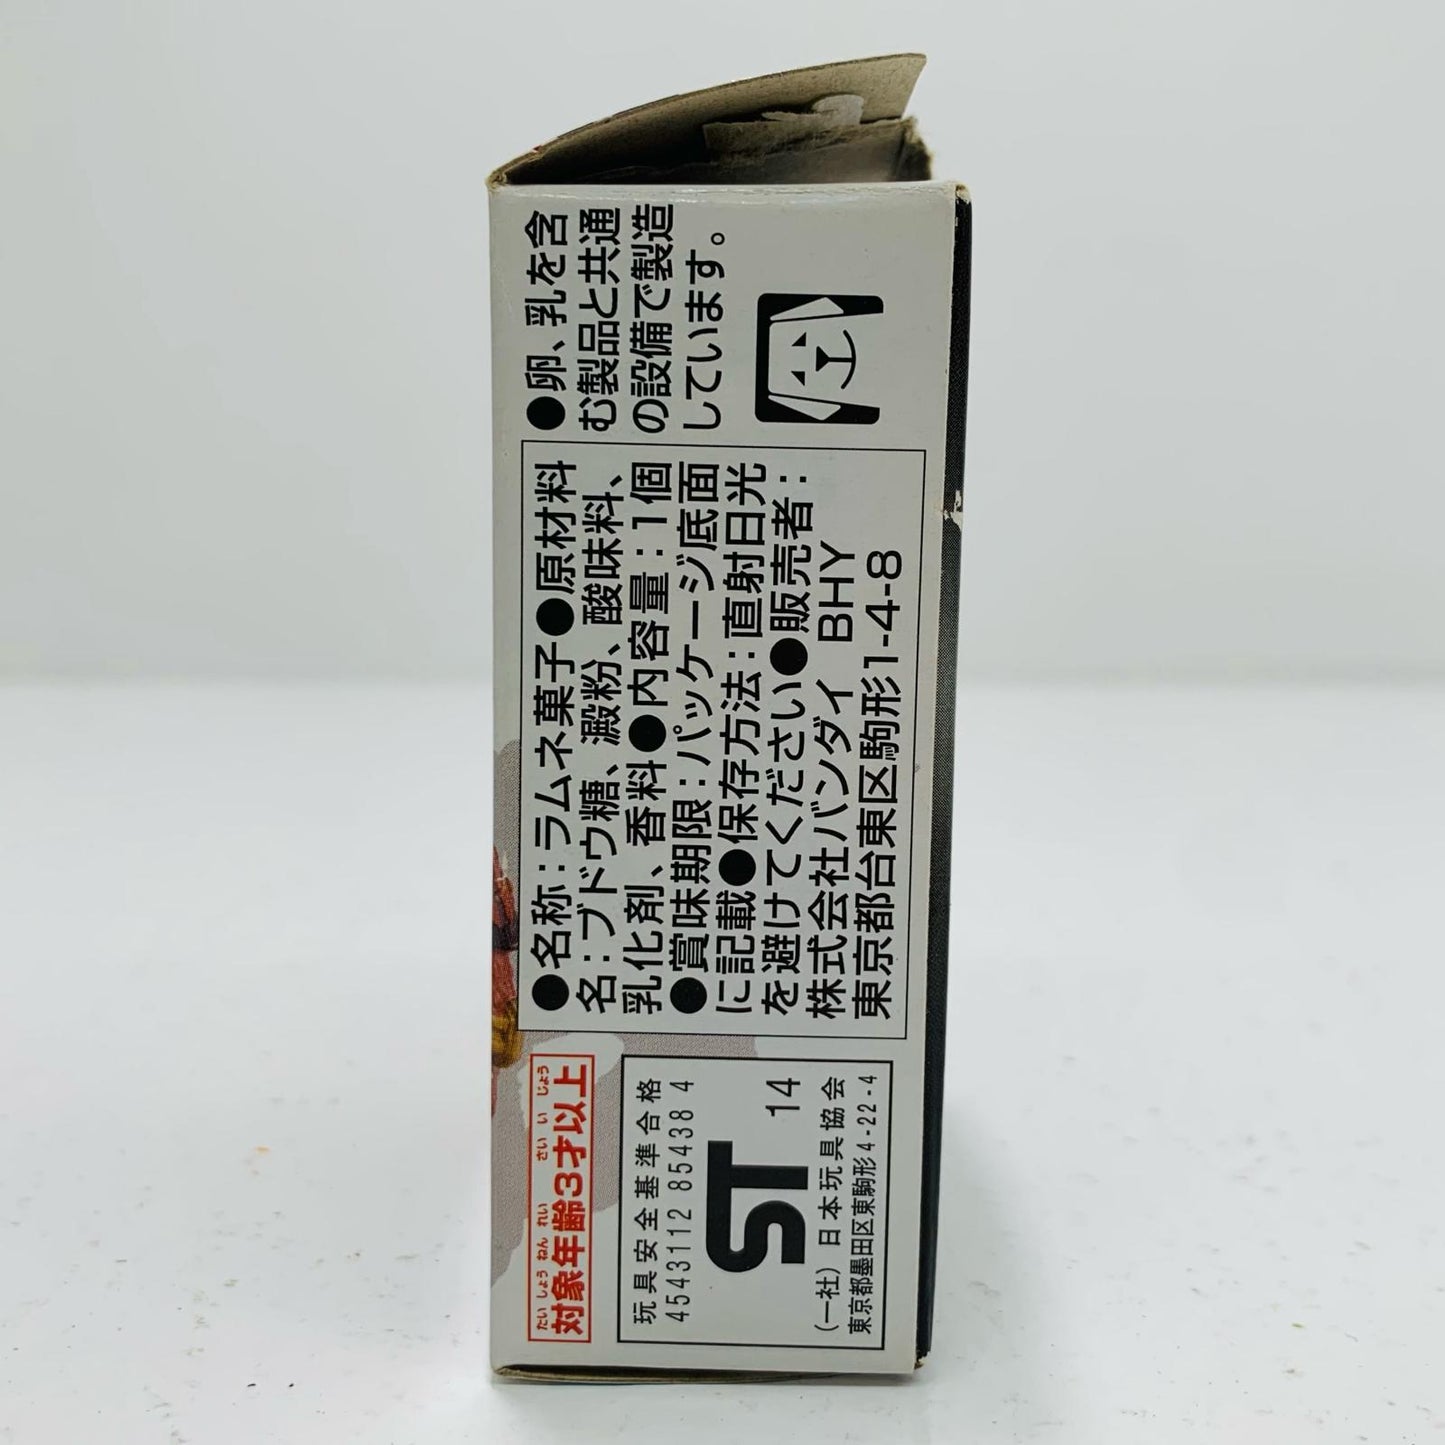 たい しょう ねん れい さい い じょう
対象年齢3才以上
玩具安全基準合格
4543112 85438 4
ST 14
(一社) 日本玩具協会
東京都墨田区東駒形4-22-4
●名称:ラムネ菓子●原材料
名:ブドウ糖、澱粉、酸味料、
乳化剤、香料●内容量:1個
●賞味期限:パッケージ底面
に記載●保存方法:直射日光
を避けてください●販売者:
株式会社バンダイ BHY
東京都台東区駒形1-4-8
●卵、乳を含
む製品と共通
の設備で製造
しています。